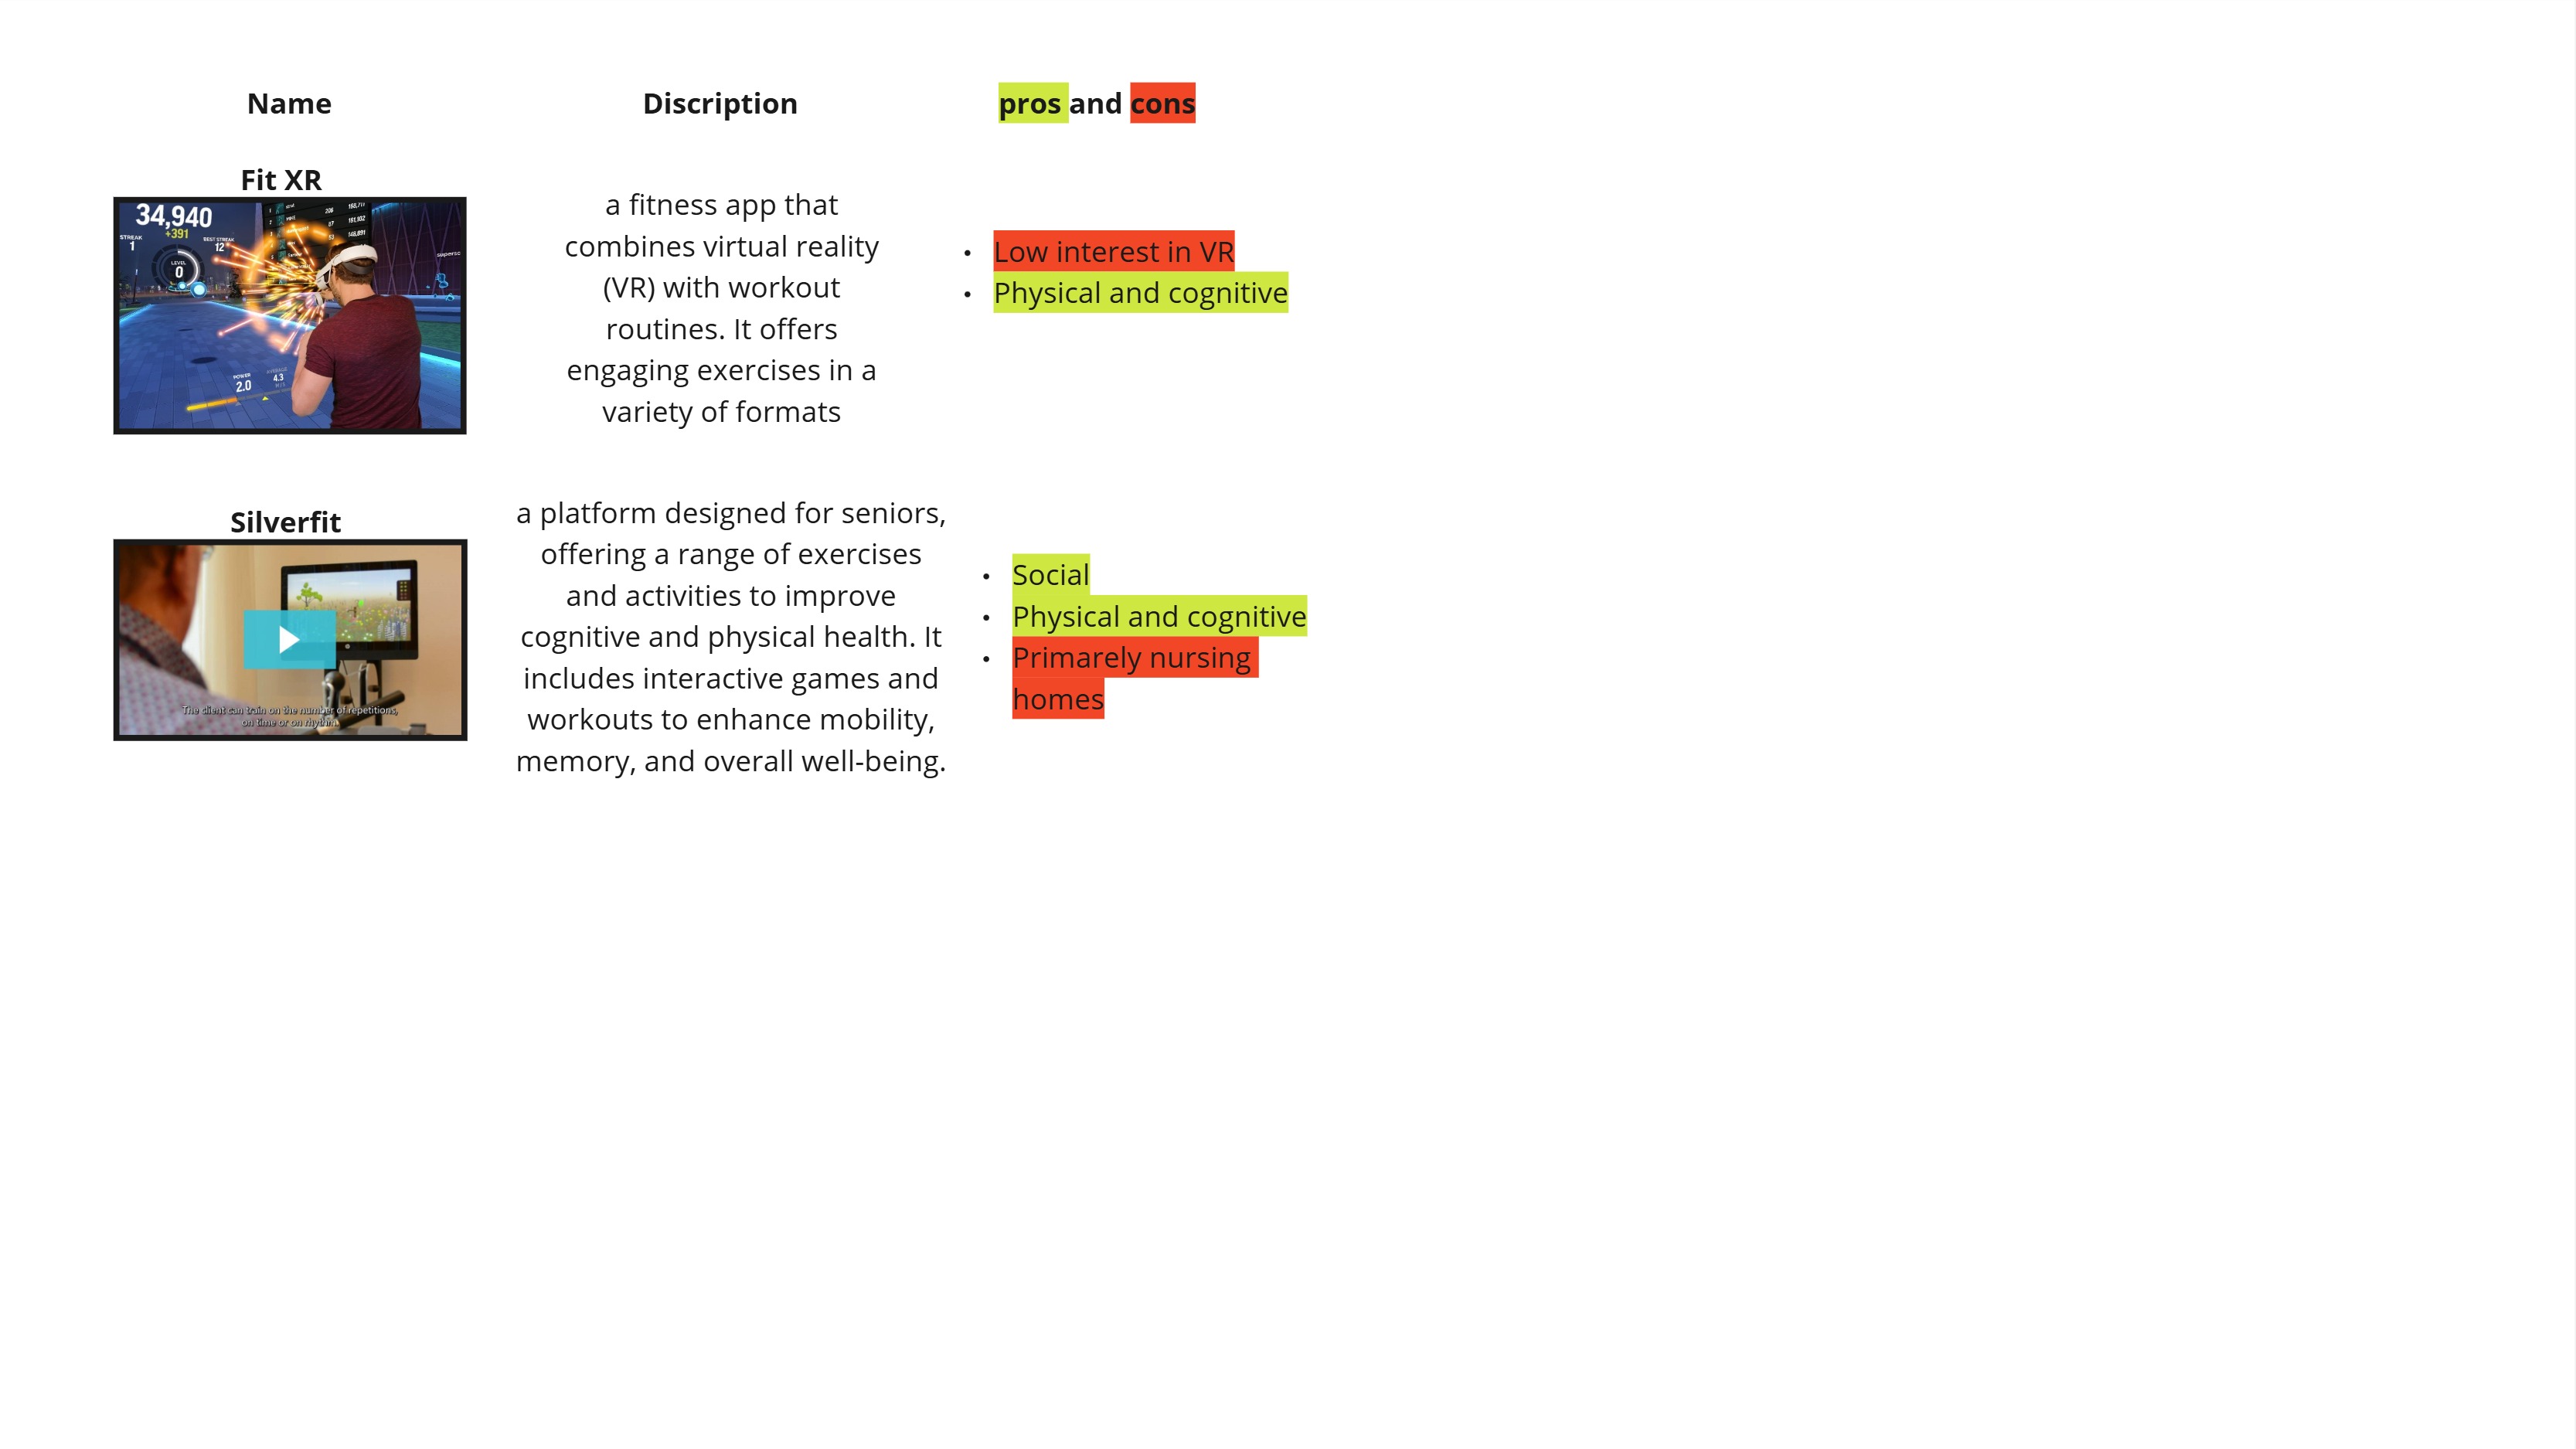 Name
Discription
pros and cons
Fit XR
34,940
+391
STREAK
1
BEST STREAK
12
LEVEL
0
POWER
2.0
4.3
a fitness app that
combines virtual reality
(VR) with workout
routines. It offers
engaging exercises in a
variety of formats
• Low interest in VR
• Physical and cognitive
Silverfit
The client can train on the number of repetitions,
on time or on rhythm.
a platform designed for seniors,
offering a range of exercises
and activities to improve
cognitive and physical health. It
includes interactive games and
workouts to enhance mobility,
memory, and overall well-being.
• Social
• Physical and cognitive
• Primarely nursing
homes